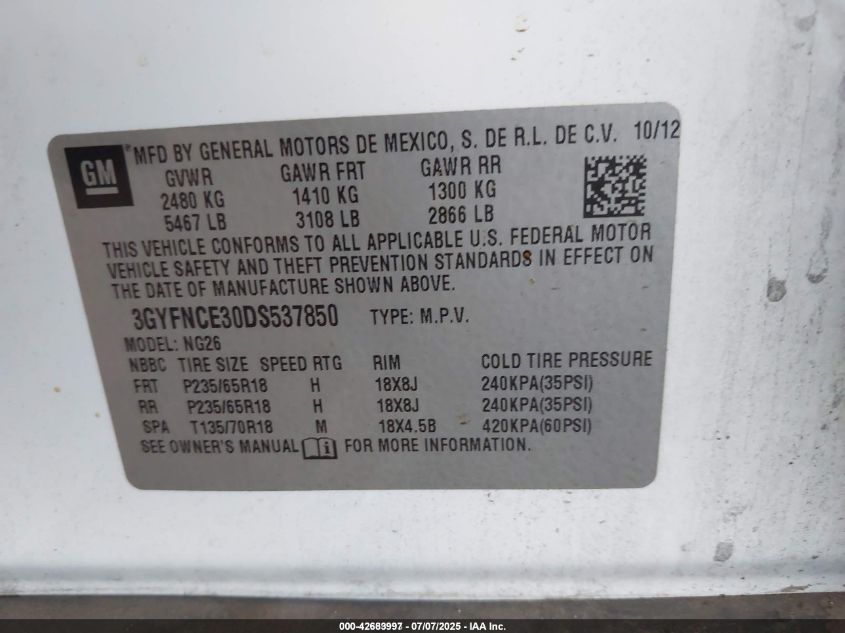 GM ® MFD BY GENERAL MOTORS DE MEXICO, S. DE R.L. DE C.V. 10/12
GVWR GAWR FRT GAWR RR
2480 KG 1410 KG 1300 KG
5467 LB 3108 LB 2866 LB
THIS VEHICLE CONFORMS TO ALL APPLICABLE U.S. FEDERAL MOTOR
VEHICLE SAFETY AND THEFT PREVENTION STANDARDS IN EFFECT ON
THE DATE OF MANUFACTURE SHOWN ABOVE.
3GYFNCE30DS537850 TYPE: M.P.V.
MODEL: NG26
NBBC TIRE SIZE SPEED RTG RIM COLD TIRE PRESSURE
FRT P235/65R18 H 18X8J 240KPA(35PSI)
RR P235/65R18 H 18X8J 240KPA(35PSI)
SPA T135/70R18 M 18X4.5B 420KPA(60PSI)
SEE OWNER'S MANUAL i FOR MORE INFORMATION.
000-42683997 - 07/07/2025 - IAA Inc.